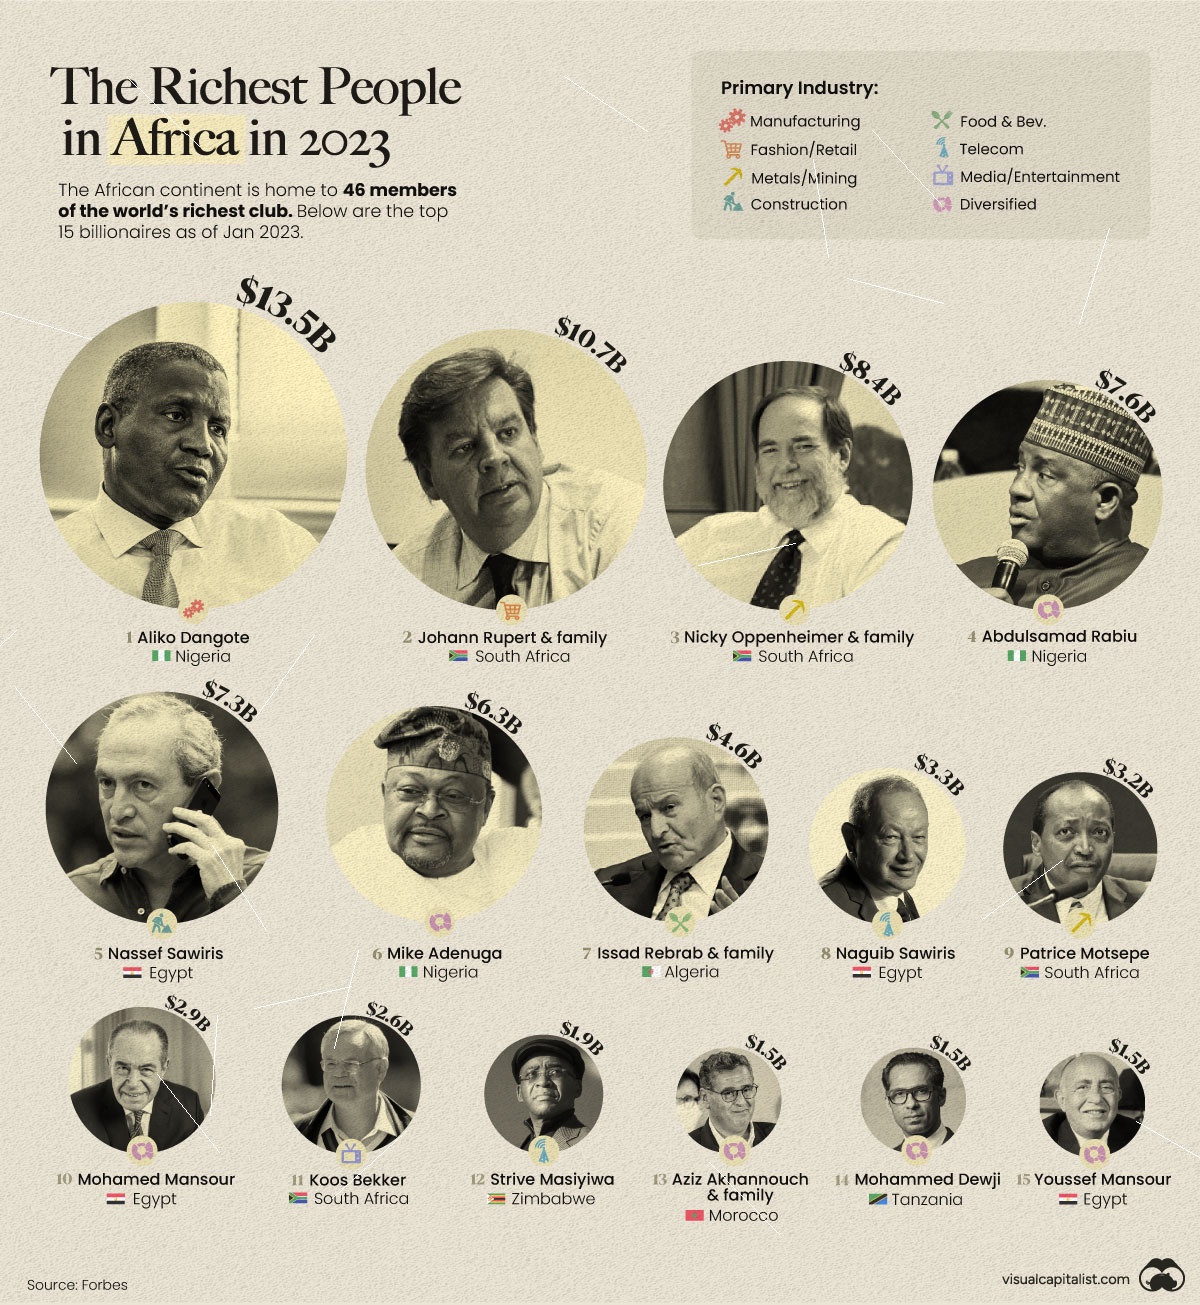 The Richest People
in Africa in 2023
The African continent is home to 46 members
of the world's richest club. Below are the top
15 billionaires as of Jan 2023.
Primary Industry:
Manufacturing
Food & Bev.
Fashion/Retail
Telecom
Metals/Mining
Media/Entertainment
Construction
Diversified
$13.5B
$10.7B
$8.4B
$7.6B
1 Aliko Dangote
Nigeria
2 Johann Rupert & family
South Africa
3 Nicky Oppenheimer & family
South Africa
4 Abdulsamad Rabiu
Nigeria
$7.3B
$6.3B
$4.6B
$3.3B
$3.2B
5 Nassef Sawiris
Egypt
6 Mike Adenuga
Nigeria
7 Issad Rebrab & family
Algeria
8 Naguib Sawiris
Egypt
9 Patrice Motsepe
South Africa
$2.9B
$2.6B
$1.9B
$1.5B
$1.5B
$1.5B
10 Mohamed Mansour
Egypt
11 Koos Bekker
South Africa
12 Strive Masiyiwa
Zimbabwe
13 Aziz Akhannouch
& family
Morocco
14 Mohammed Dewji
Tanzania
15 Youssef Mansour
Egypt
Source: Forbes
visualcapitalist.com